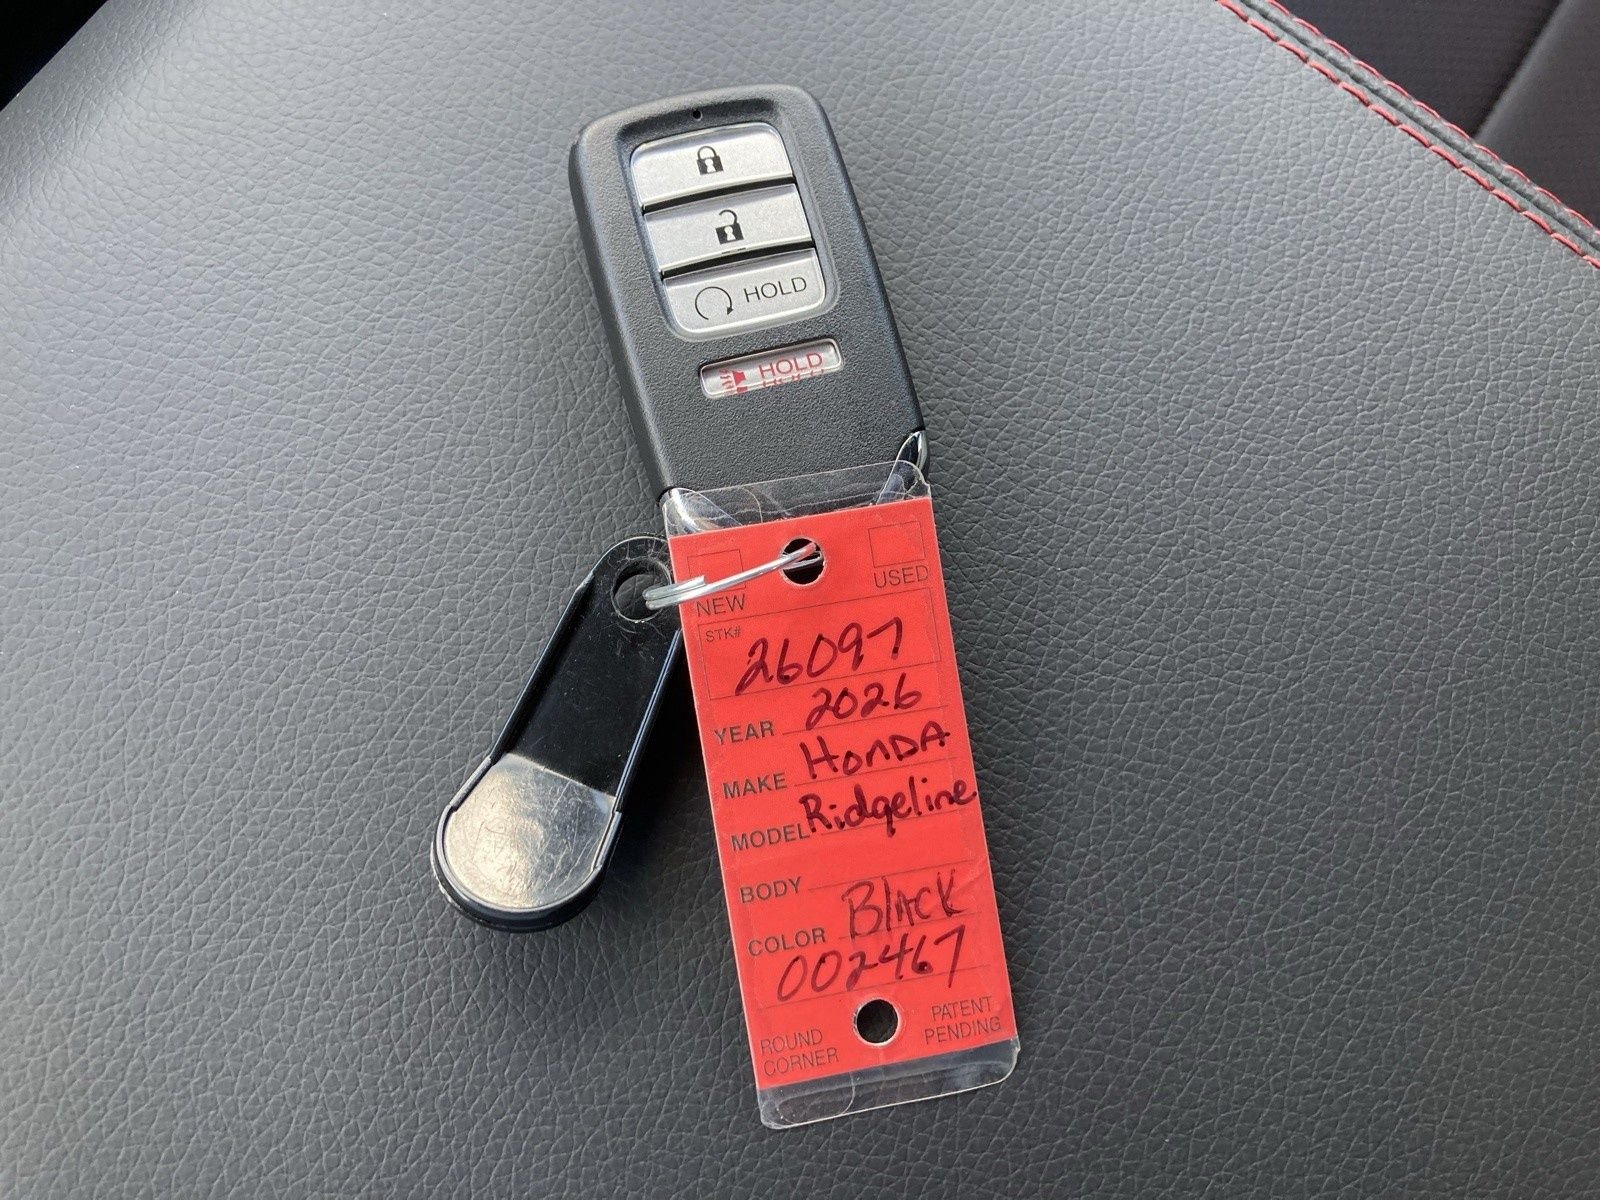 HOLD
HOLD
NEW
USED
STK# 26097
YEAR 2026
MAKE HONDA
MODEL Ridgeline
BODY
COLOR BlACK
002467
ROUND CORNER
PATENT PENDING